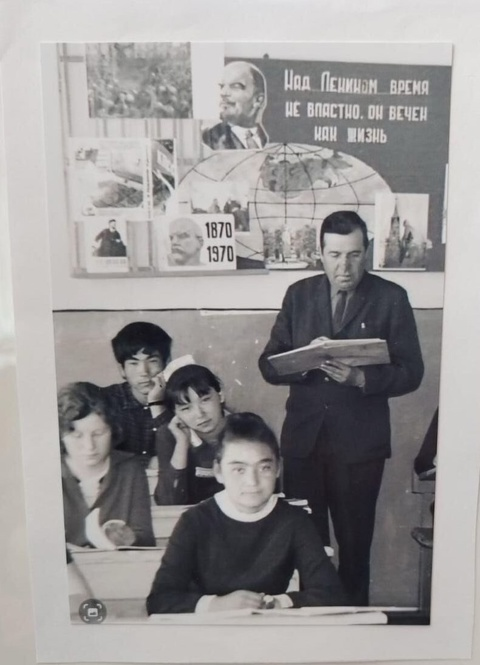 НАД ЛЕНИНЫМ ВРЕМЯ
НЕ ВЛАСТНО. ОН ВЕЧЕН
КАК ЖИЗНЬ
1870
1970